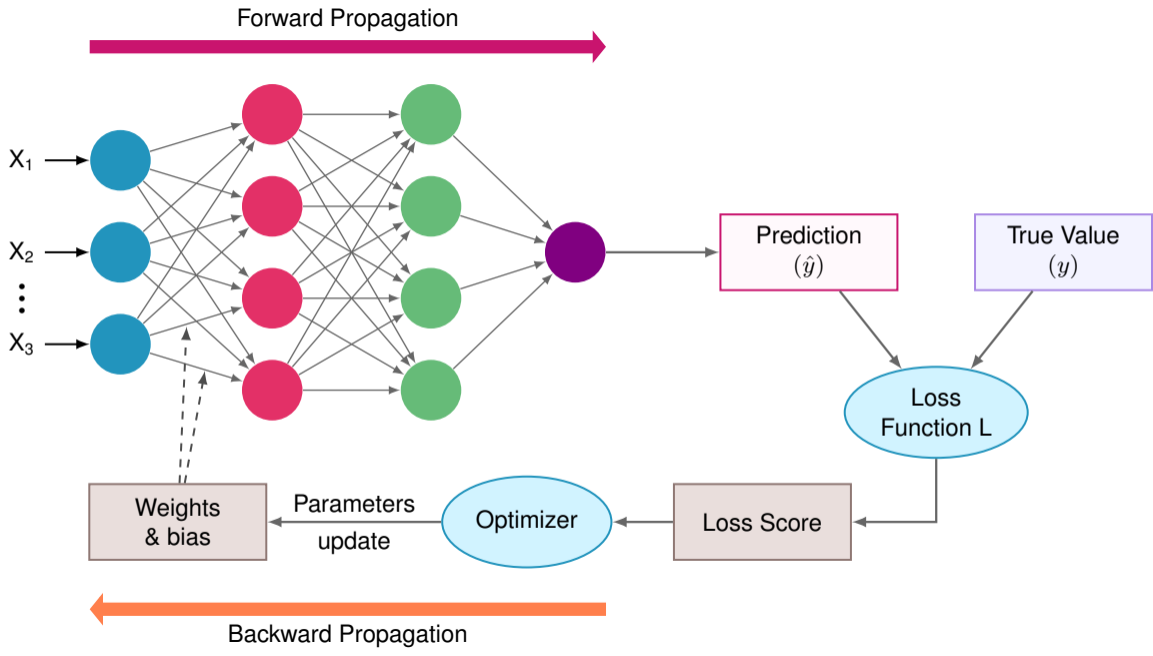 Forward Propagation
X₁
X₂
⋮
X₃
Prediction
(ŷ)
True Value
(y)
Loss
Function L
Weights
& bias
Parameters
update
Optimizer
Loss Score
Backward Propagation